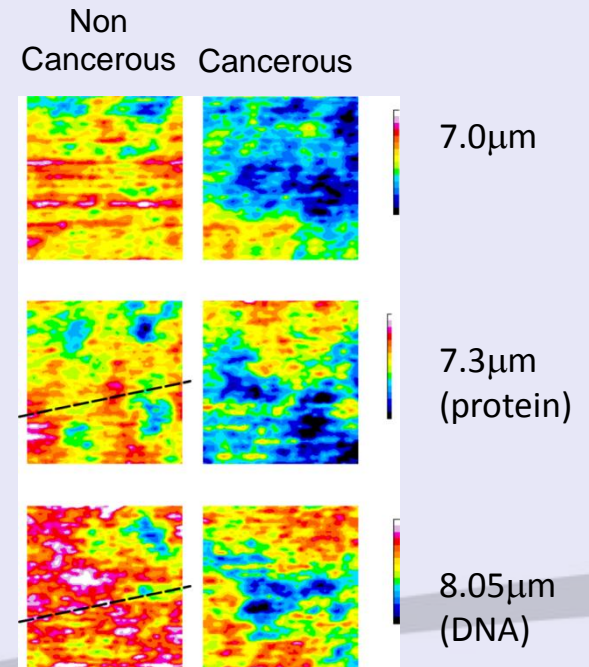 Non
Cancerous
Cancerous
7.0μm
7.3μm
(protein)
8.05μm
(DNA)